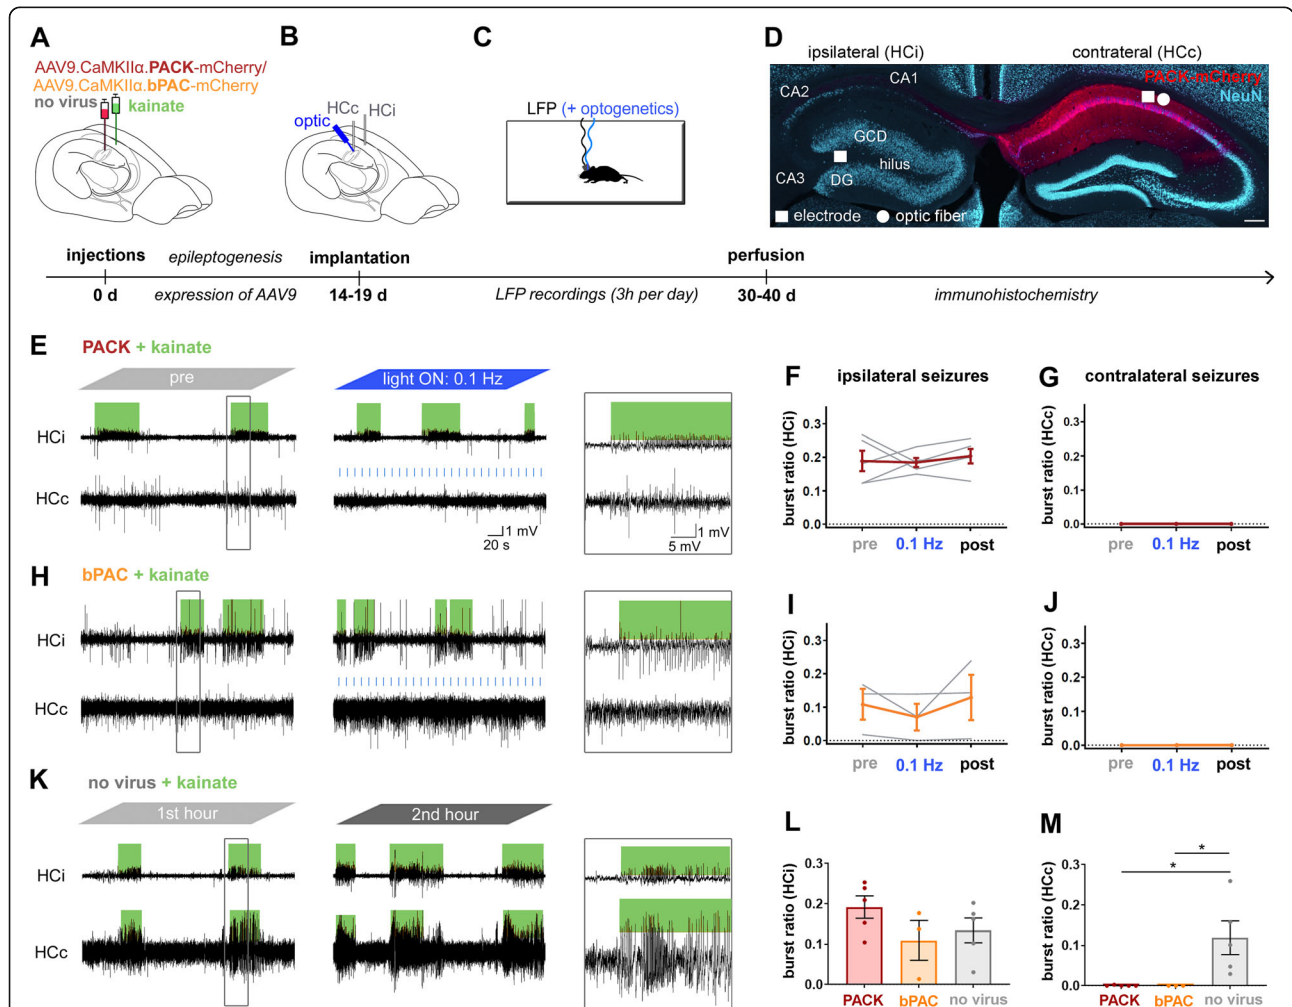 A
AAV9.CaMKIIα.PACK-mCherry/
AAV9.CaMKIIα.bPAC-mCherry
no virus
kainate
B
HCc
HCi
optic
C
LFP (+ optogenetics)
D
ipsilateral (HCi)
contrateral (HCc)
CA1
PACK-mCherry
CA2
NeuN
GCD
hilus
CA3
DG
electrode
optic fiber
injections
epileptogenesis
implantation
perfusion
0 d
expression of AAV9
14-19 d
LFP recordings (3h per day)
30-40 d
immunohistochemistry
E
PACK + kainate
pre
light ON: 0.1 Hz
HCi
HCc
1 mV
20 s
1 mV
5 mV
F
ipsilateral seizures
burst ratio (HCi)
0.3
0.2
0.1
0.0
pre
0.1 Hz
post
G
contralateral seizures
burst ratio (HCc)
0.3
0.2
0.1
0.0
pre
0.1 Hz
post
H
bPAC + kainate
HCi
HCc
I
burst ratio (HCi)
0.3
0.2
0.1
0.0
pre
0.1 Hz
post
J
burst ratio (HCc)
0.3
0.2
0.1
0.0
pre
0.1 Hz
post
K
no virus + kainate
1st hour
2nd hour
HCi
HCc
L
burst ratio (HCi)
0.3
0.2
0.1
0.0
PACK
bPAC
no virus
M
burst ratio (HCc)
0.3
0.2
0.1
0.0
*
*
PACK
bPAC
no virus